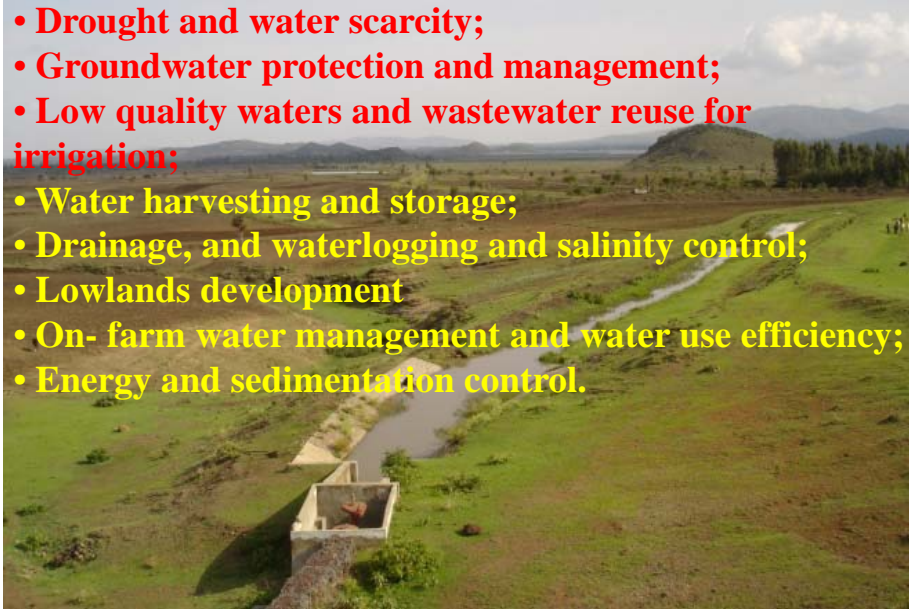 • Drought and water scarcity;
• Groundwater protection and management;
• Low quality waters and wastewater reuse for
irrigation;
• Water harvesting and storage;
• Drainage, and waterlogging and salinity control;
• Lowlands development
• On- farm water management and water use efficiency;
• Energy and sedimentation control.